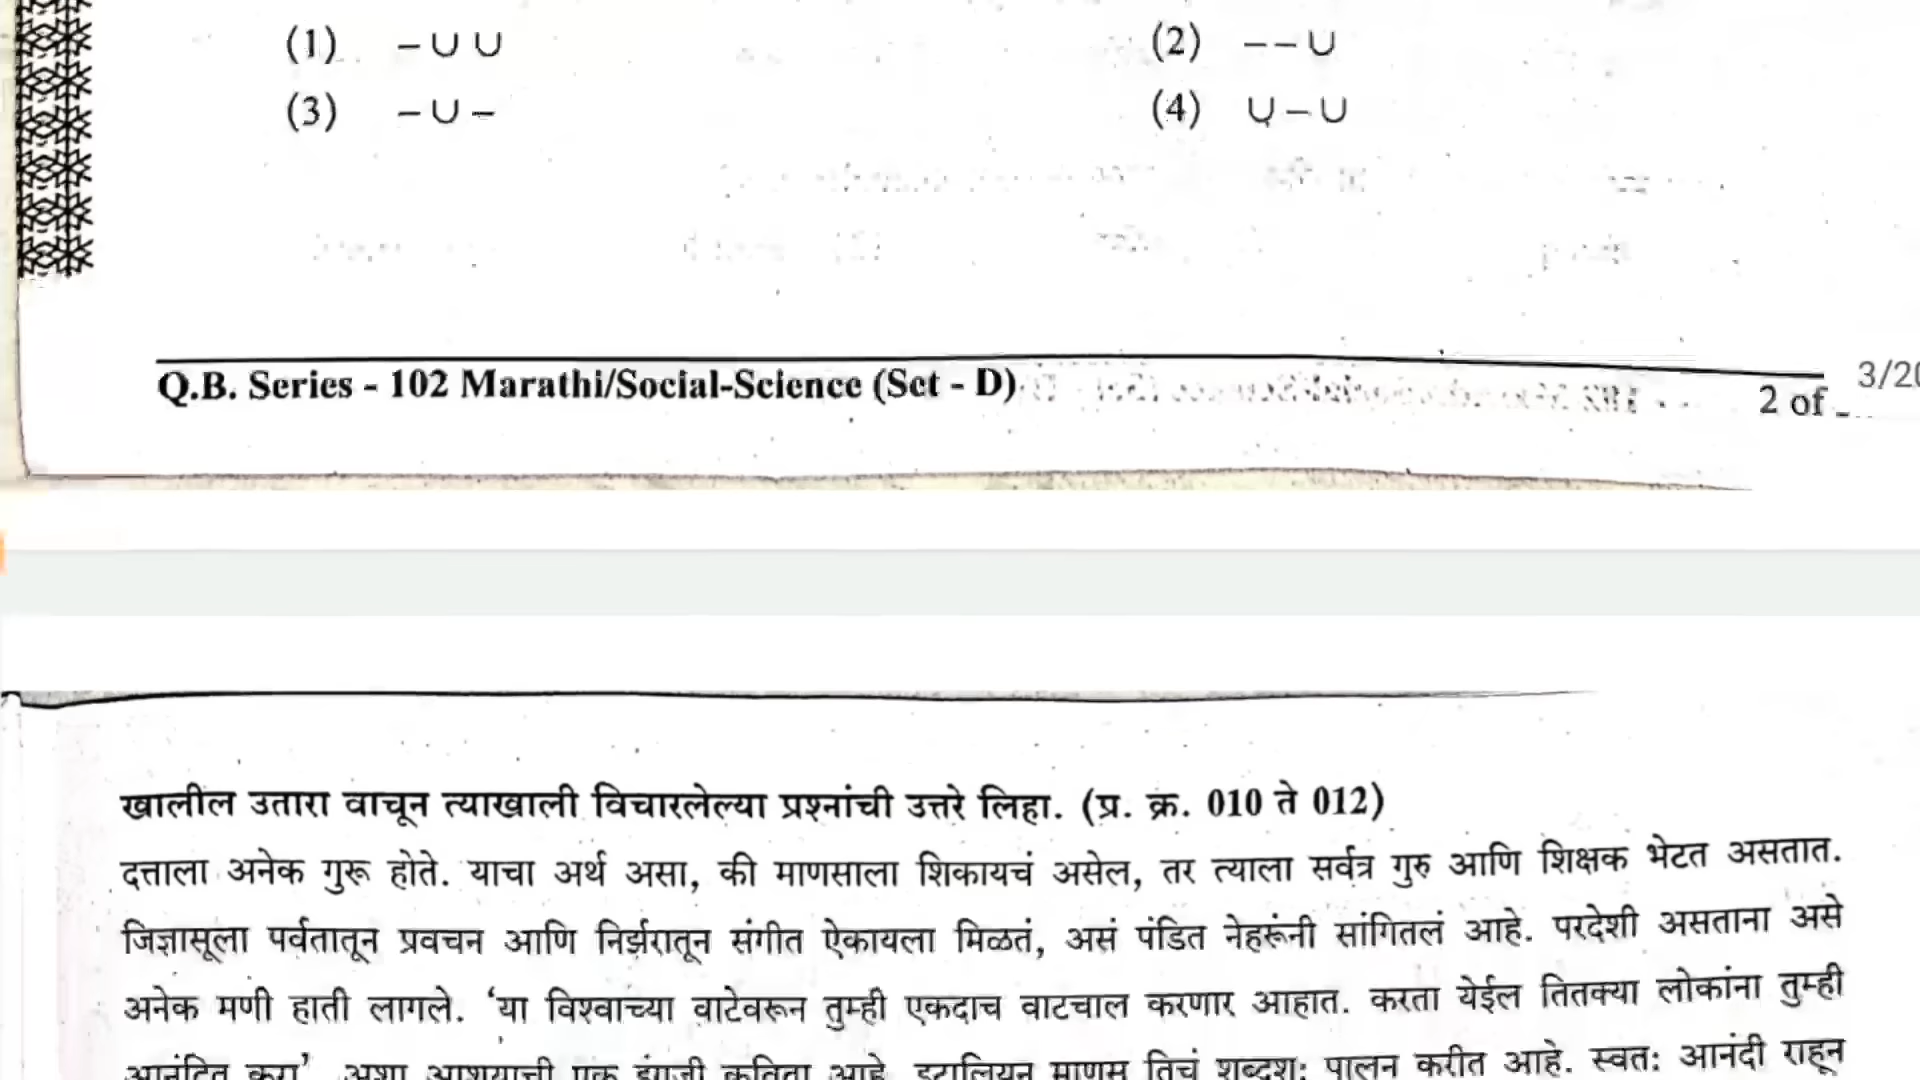 (1) – ∪ ∪ (2) – – ∪
(3) – ∪ – (4) ∪ – ∪
Q.B. Series - 102 Marathi/Social-Science (Set - D) 2 of
3/20
खालील उतारा वाचून त्याखाली विचारलेल्या प्रश्नांची उत्तरे लिहा. (प्र. क्र. 010 ते 012)
दत्ताला अनेक गुरू होते. याचा अर्थ असा, की माणसाला शिकायचं असेल, तर त्याला सर्वत्र गुरु आणि शिक्षक भेटत असतात.
जिज्ञासूला पर्वतातून प्रवचन आणि निर्झरातून संगीत ऐकायला मिळतं, असं पंडित नेहरूंनी सांगितलं आहे. परदेशी असताना असे
अनेक मणी हाती लागले. ‘या विश्वाच्या वाटेवरून तुम्ही एकदाच वाटचाल करणार आहात. करता येईल तितक्या लोकांना तुम्ही
आनंदित करा’ अशा आशयाची एक इंग्रजी कविता आहे. इटालियन माणूस तिचं शब्दशः पालन करीत आहे. स्वतः आनंदी राहून